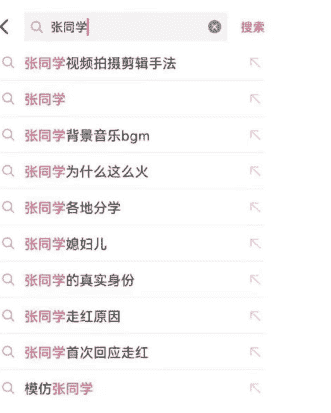 张同学 搜索
张同学视频拍摄剪辑手法
张同学
张同学背景音乐bgm
张同学为什么这么火
张同学各地分学
张同学媳妇儿
张同学的真实身份
张同学走红原因
张同学首次回应走红
模仿张同学